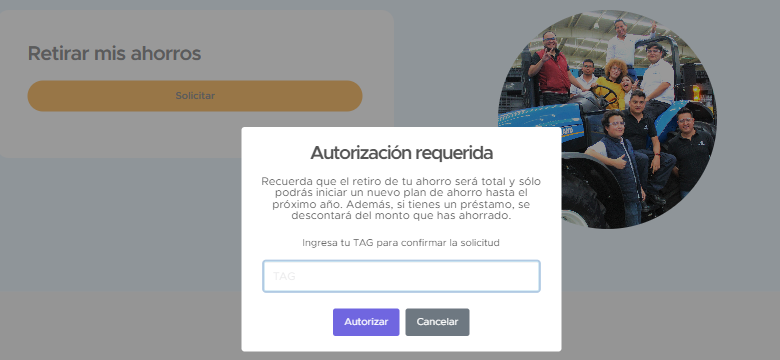 Retirar mis ahorros
Solicitar
Autorización requerida
Recuerda que el retiro de tu ahorro será total y sólo
podrás iniciar un nuevo plan de ahorro hasta el
próximo año. Además, si tienes un préstamo, se
descontará del monto que has ahorrado.
Ingresa tu TAG para confirmar la solicitud
TAG
Autorizar
Cancelar